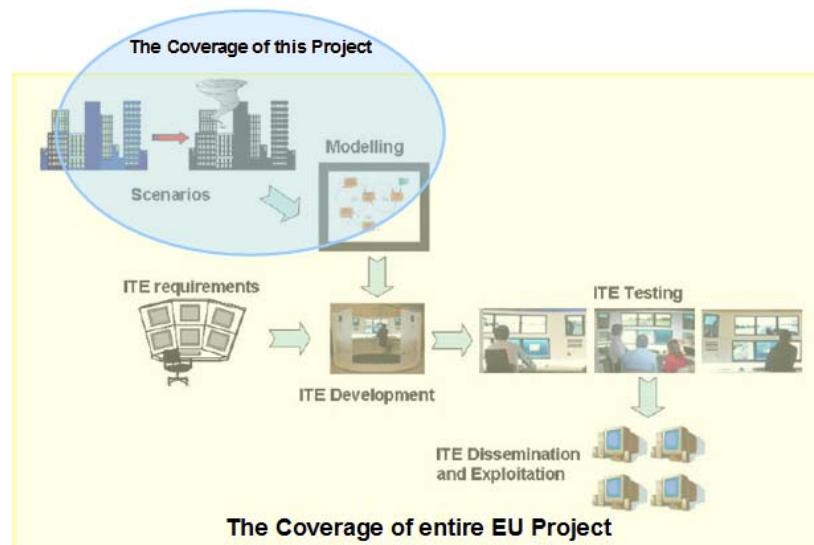 The Coverage of this Project
Modelling
Scenarios
ITE requirements
ITE Testing
ITE Development
ITE Dissemination
and Exploitation
The Coverage of entire EU Project